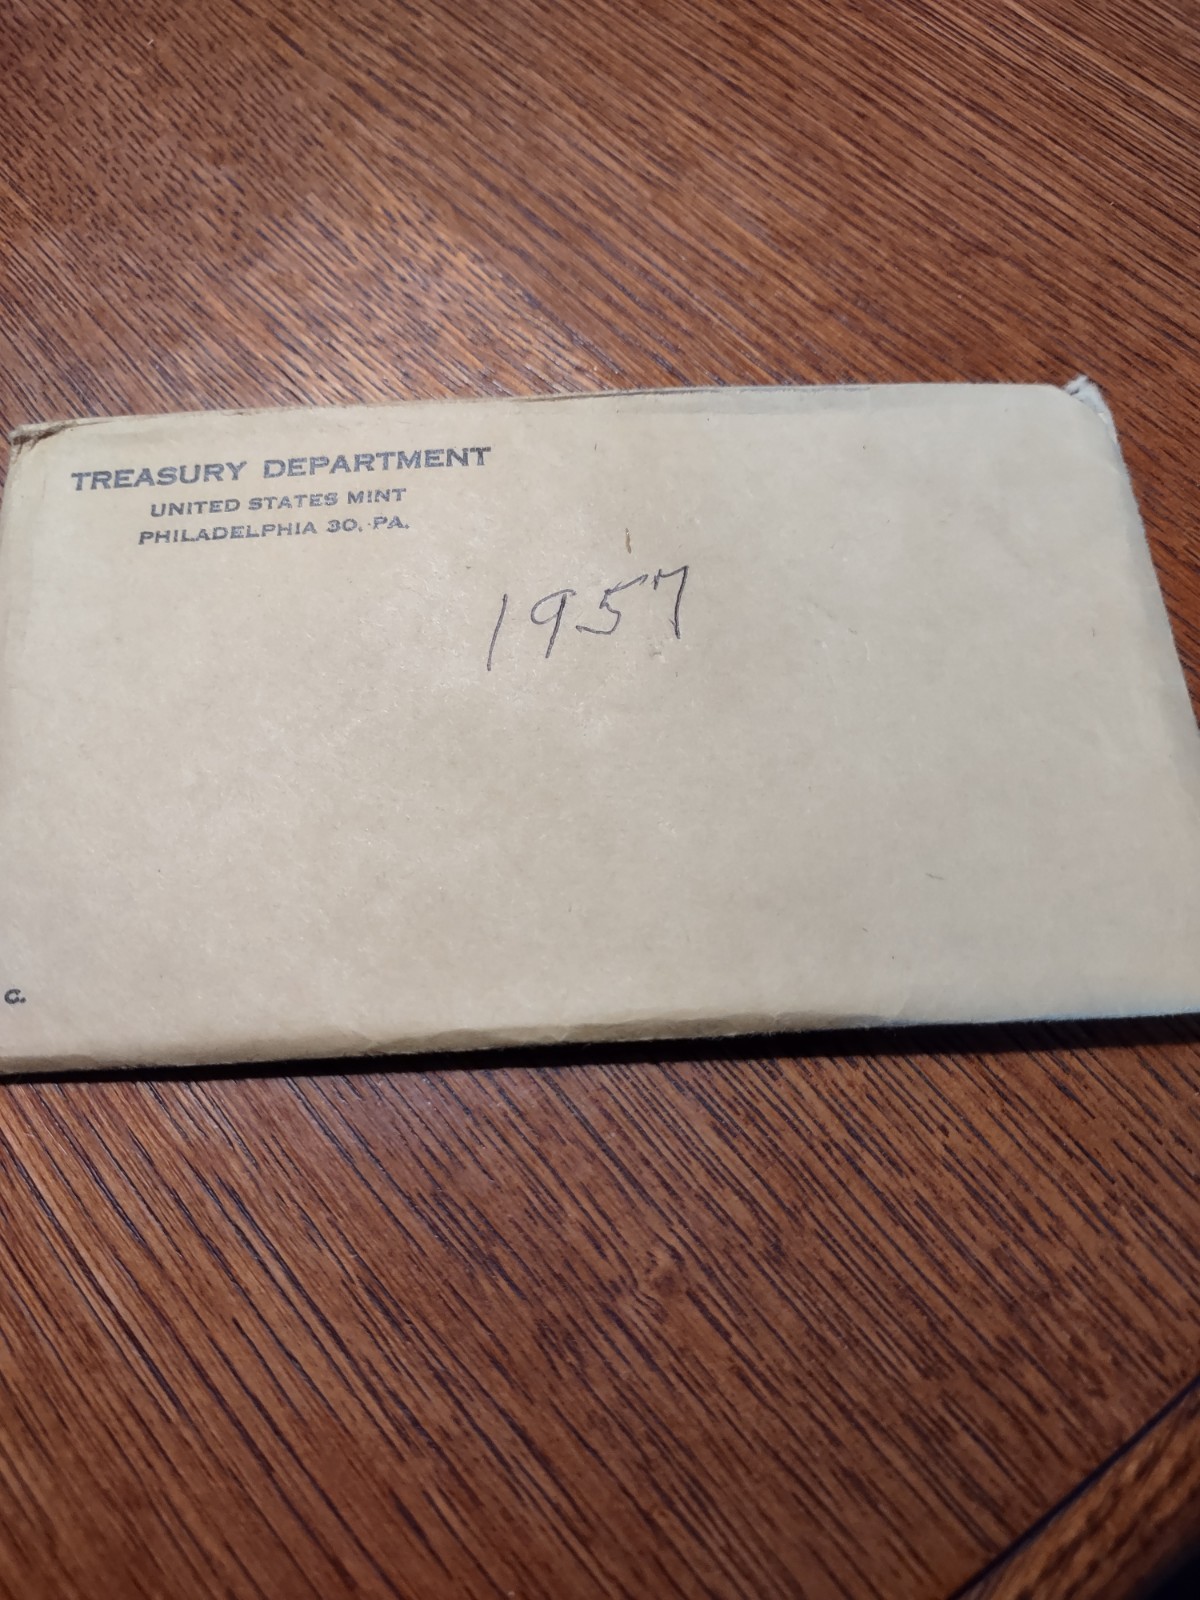 TREASURY DEPARTMENT
UNITED STATES MINT
PHILADELPHIA 30, PA.
1957
C.